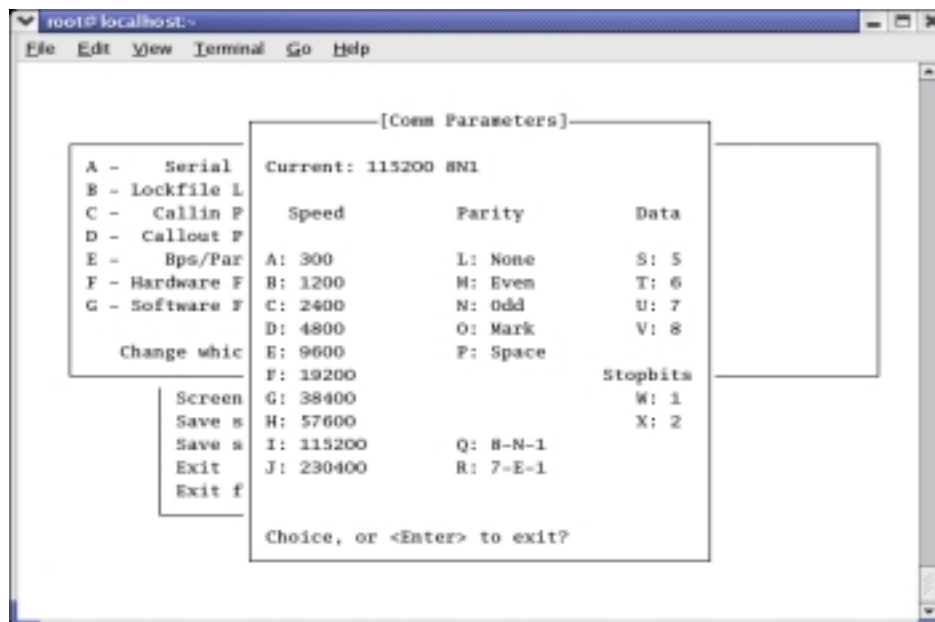 root@localhost:~
File Edit View Terminal Go Help
[Comm Parameters]
A - Serial
B - Lockfile L
C - Callin P
D - Callout P
E - Bps/Par
F - Hardware F
G - Software F
Change whic
Screen
Save s
Save s
Exit
Exit f
Current: 115200 8N1
Speed Parity Data
A: 300 L: None S: 5
B: 1200 M: Even T: 6
C: 2400 N: Odd U: 7
D: 4800 O: Mark V: 8
E: 9600 P: Space
F: 19200 Stopbits
G: 38400 W: 1
H: 57600 X: 2
I: 115200 Q: 8-N-1
J: 230400 R: 7-E-1
Choice, or <Enter> to exit?